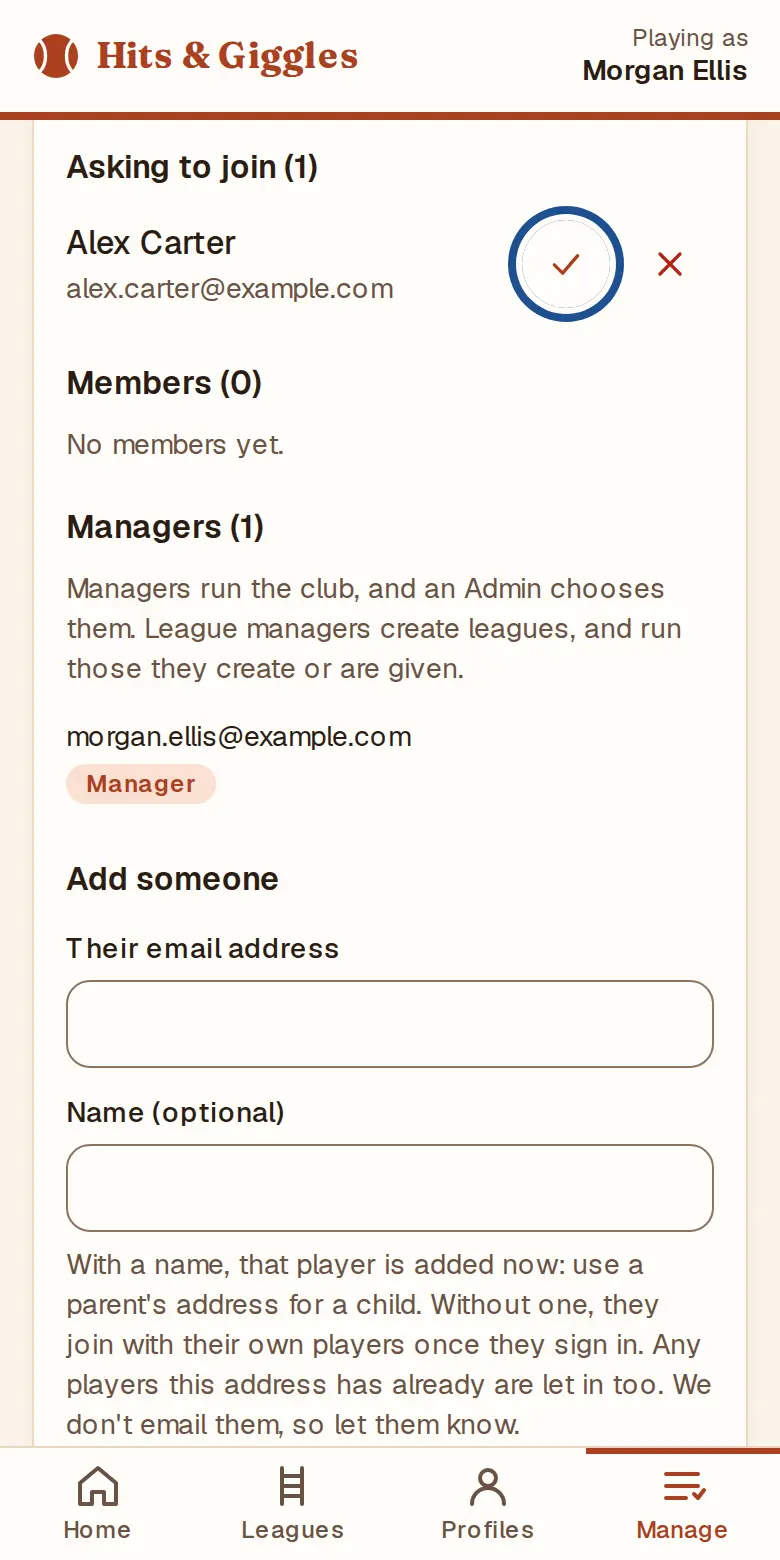 Hits & Giggles
Playing as
Morgan Ellis
Asking to join (1)
Alex Carter
alex.carter@example.com
Members (0)
No members yet.
Managers (1)
Managers run the club, and an Admin chooses
them. League managers create leagues, and run
those they create or are given.
morgan.ellis@example.com
Manager
Add someone
Their email address
Name (optional)
With a name, that player is added now: use a
parent's address for a child. Without one, they
join with their own players once they sign in. Any
players this address has already are let in too. We
don't email them, so let them know.
Home
Leagues
Profiles
Manage